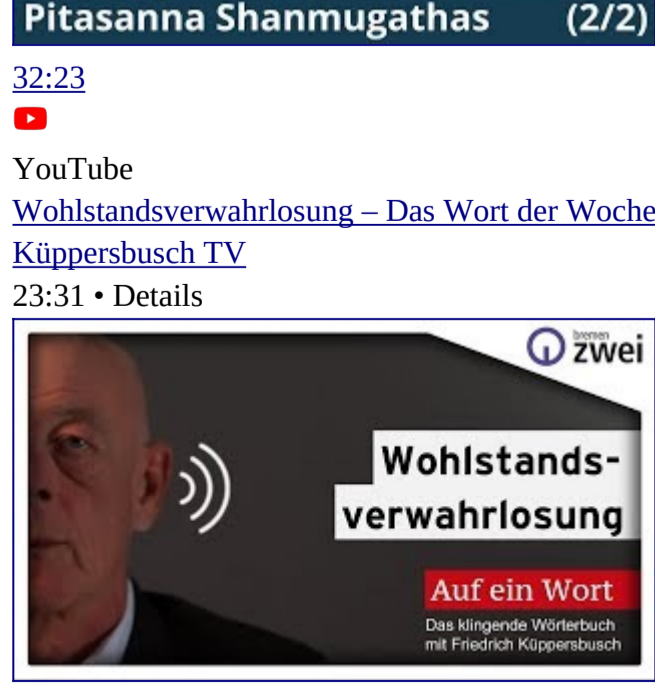 Pitasanna Shanmugathas (2/2)
32:23
YouTube
Wohlstandsverwahrlosung – Das Wort der Woche
Küppersbusch TV
23:31 • Details
bremen
zwei
Wohlstands-
verwahrlosung
Auf ein Wort
Das klingende Wörterbuch
mit Friedrich Küppersbusch